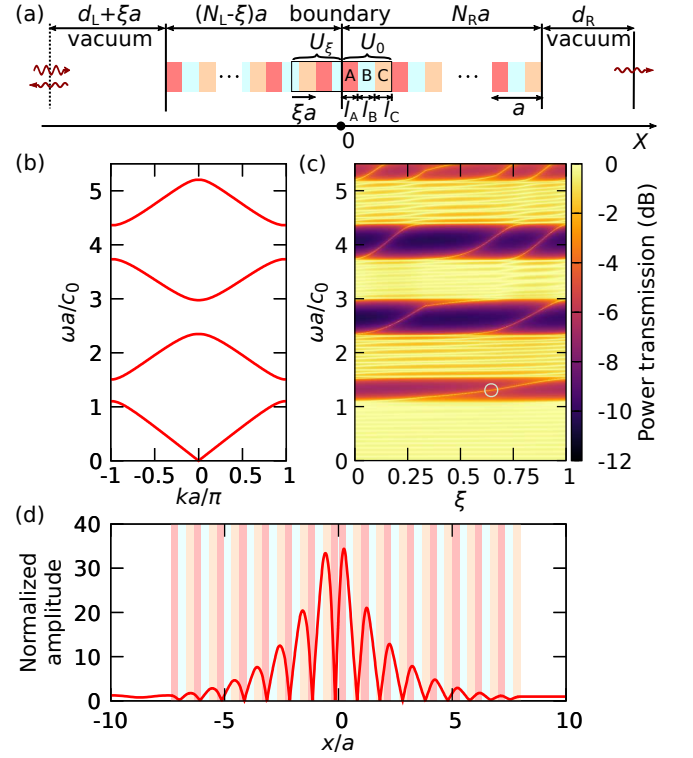 (a)
d_L+ξa (N_L-ξ)a boundary N_Ra d_R
vacuum vacuum
U_ξ U_0
A B C
ξa l_A l_B l_C a
0 X
(b) (c)
ωa/c_0
5
4
3
2
1
0
-1 -0.5 0 0.5 1
ka/π
ωa/c_0
5
4
3
2
1
0
0 0.25 0.5 0.75 1
ξ
0
-2
-4
-6
-8
-10
-12
Power transmission (dB)
(d)
Normalized
amplitude
40
30
20
10
0
-10 -5 0 5 10
x/a